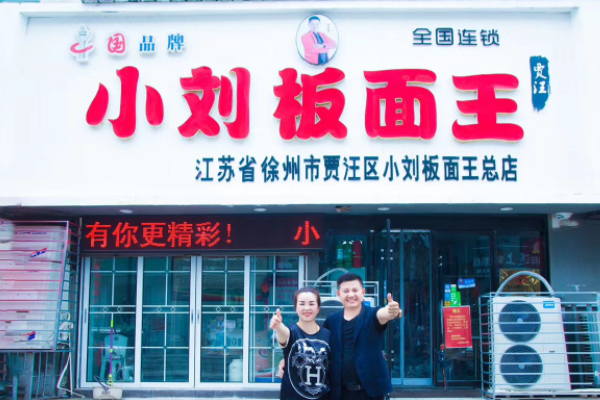 中国品牌
全国连锁
小刘板面王
贾汪
江苏省徐州市贾汪区小刘板面王总店
有你更精彩! 小
H